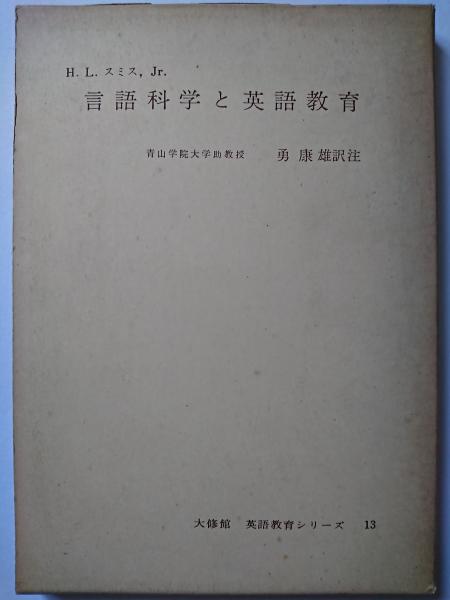 H. L. スミス, Jr.
言語科学と英語教育
青山学院大学助教授 勇 康雄訳注
大修館 英語教育シリーズ 13